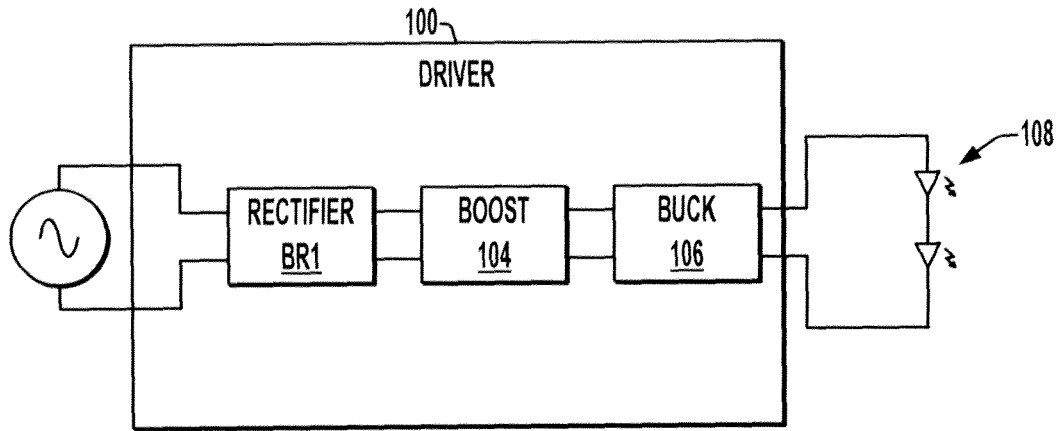 100
DRIVER
108
RECTIFIER
BR1
BOOST
104
BUCK
106